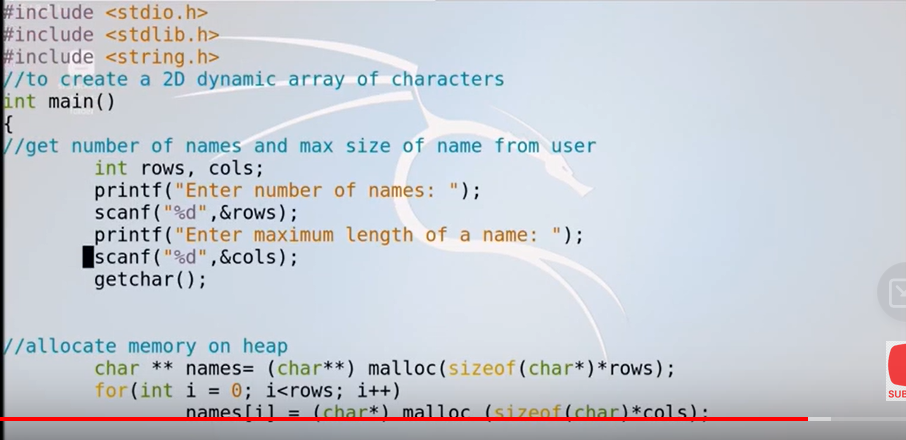 #include <stdio.h>
#include <stdlib.h>
#include <string.h>
//to create a 2D dynamic array of characters
int main()
{
//get number of names and max size of name from user
        int rows, cols;
        printf("Enter number of names: ");
        scanf("%d",&rows);
        printf("Enter maximum length of a name: ");
        scanf("%d",&cols);
        getchar();
//allocate memory on heap
        char ** names= (char**) malloc(sizeof(char*)*rows);
        for(int i = 0; i<rows; i++)
                names[i] = (char*) malloc (sizeof(char)*cols);
SUB